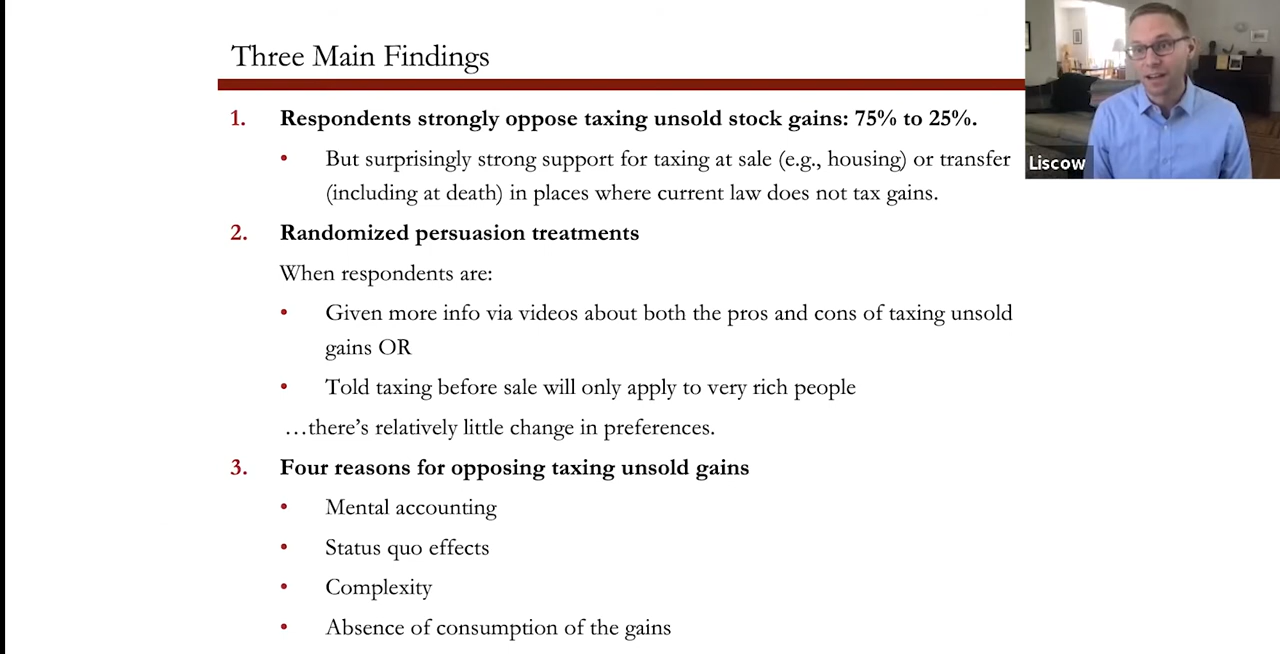 Three Main Findings
1. Respondents strongly oppose taxing unsold stock gains: 75% to 25%.
• But surprisingly strong support for taxing at sale (e.g., housing) or transfer
(including at death) in places where current law does not tax gains.
2. Randomized persuasion treatments
When respondents are:
• Given more info via videos about both the pros and cons of taxing unsold
gains OR
• Told taxing before sale will only apply to very rich people
…there’s relatively little change in preferences.
3. Four reasons for opposing taxing unsold gains
• Mental accounting
• Status quo effects
• Complexity
• Absence of consumption of the gains
Liscow